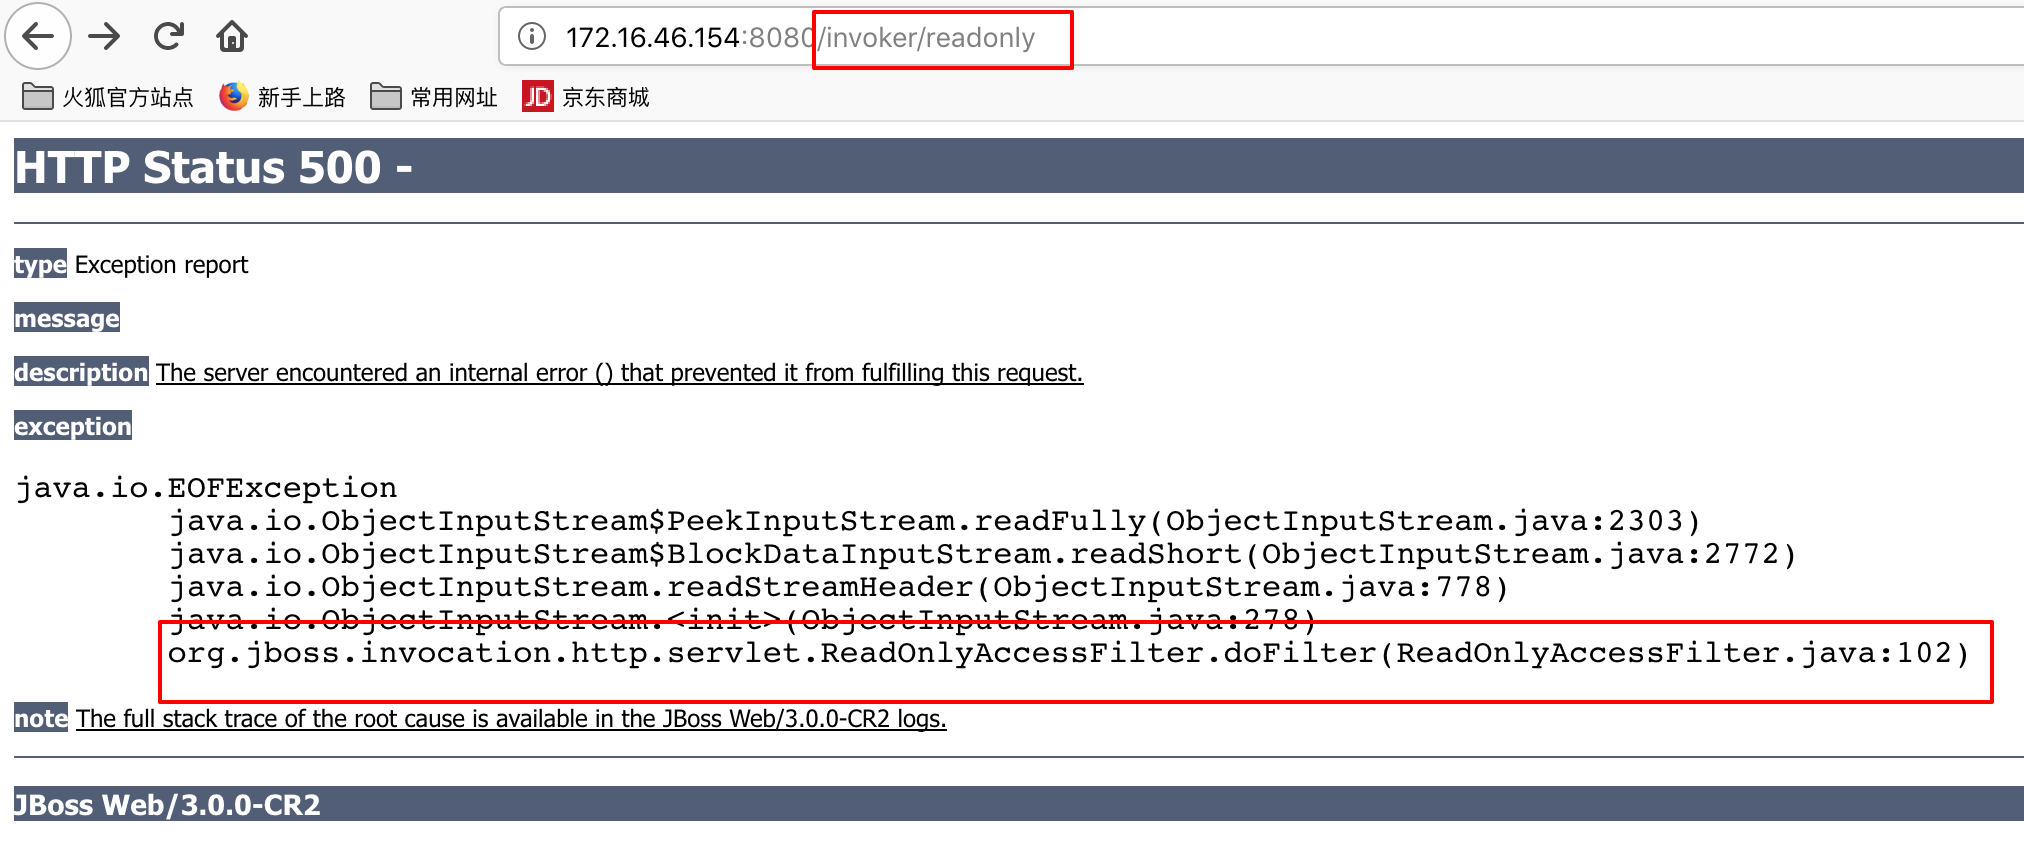 172.16.46.154:8080/invoker/readonly
火狐官方站点 新手上路 常用网址 JD 京东商城
HTTP Status 500 -
type Exception report
message
description The server encountered an internal error () that prevented it from fulfilling this request.
exception
java.io.EOFException
java.io.ObjectInputStream$PeekInputStream.readFully(ObjectInputStream.java:2303)
java.io.ObjectInputStream$BlockDataInputStream.readShort(ObjectInputStream.java:2772)
java.io.ObjectInputStream.readStreamHeader(ObjectInputStream.java:778)
java.io.ObjectInputStream.<init>(ObjectInputStream.java:278)
org.jboss.invocation.http.servlet.ReadOnlyAccessFilter.doFilter(ReadOnlyAccessFilter.java:102)
note The full stack trace of the root cause is available in the JBoss Web/3.0.0-CR2 logs.
JBoss Web/3.0.0-CR2